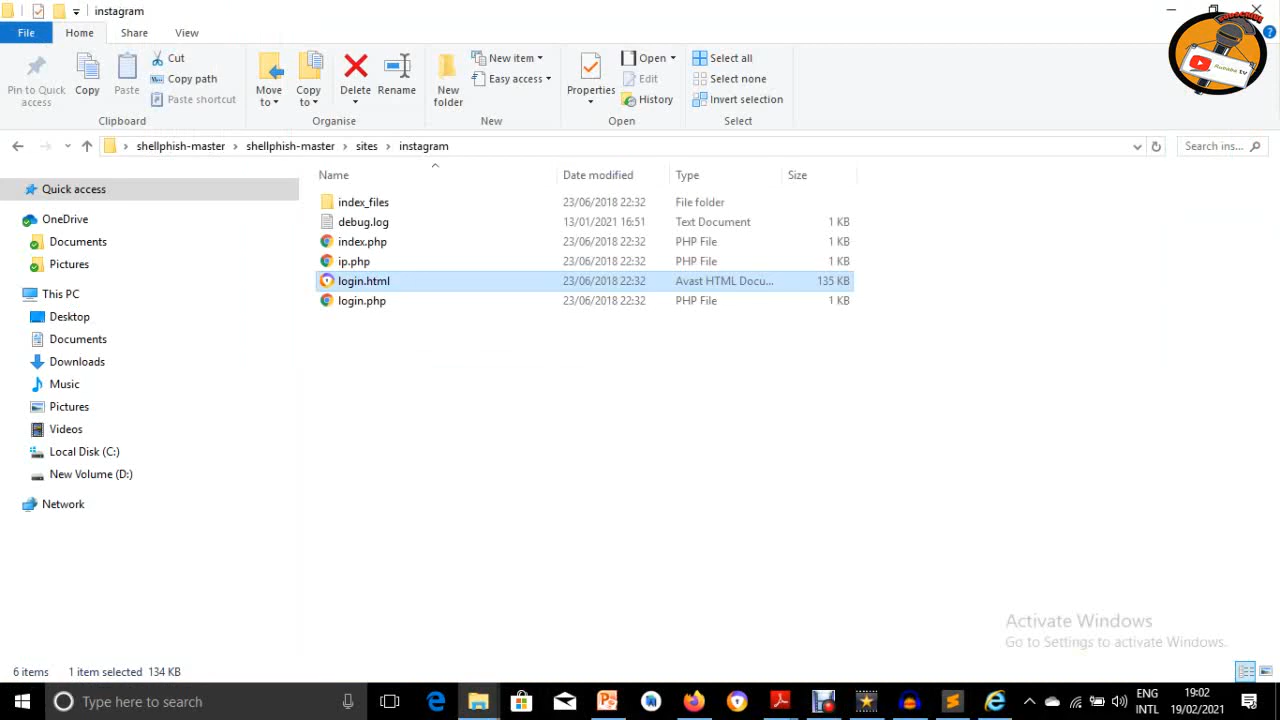 instagram
File
Home
Share
View
Pin to Quick access
Copy
Paste
Cut
Copy path
Paste shortcut
Clipboard
Move to
Copy to
Delete
Rename
Organise
New folder
New item
Easy access
New
Properties
Open
Edit
History
Open
Select all
Select none
Invert selection
Select
SUBSCRIBE
shellphish-master > shellphish-master > sites > instagram
Search ins...
Name Date modified Type Size
index_files 23/06/2018 22:32 File folder
debug.log 13/01/2021 16:51 Text Document 1 KB
index.php 23/06/2018 22:32 PHP File 1 KB
ip.php 23/06/2018 22:32 PHP File 1 KB
login.html 23/06/2018 22:32 Avast HTML Docu... 135 KB
login.php 23/06/2018 22:32 PHP File 1 KB
Quick access
OneDrive
Documents
Pictures
This PC
Desktop
Documents
Downloads
Music
Pictures
Videos
Local Disk (C:)
New Volume (D:)
Network
Activate Windows
Go to Settings to activate Windows.
6 items 1 item selected 134 KB
Type here to search
ENG
INTL
19:02
19/02/2021